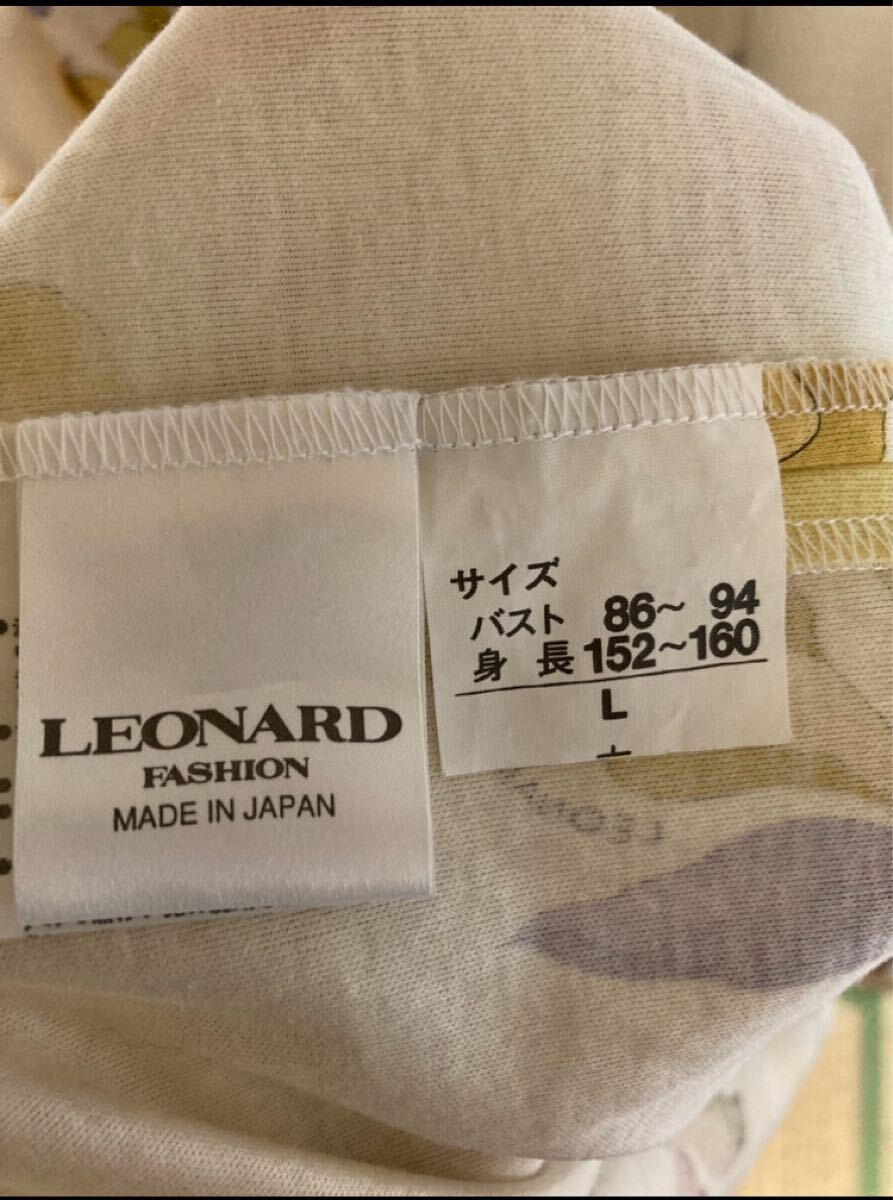 LEONARD
FASHION
MADE IN JAPAN
サイズ
バスト 86~ 94
身 長 152~160
L